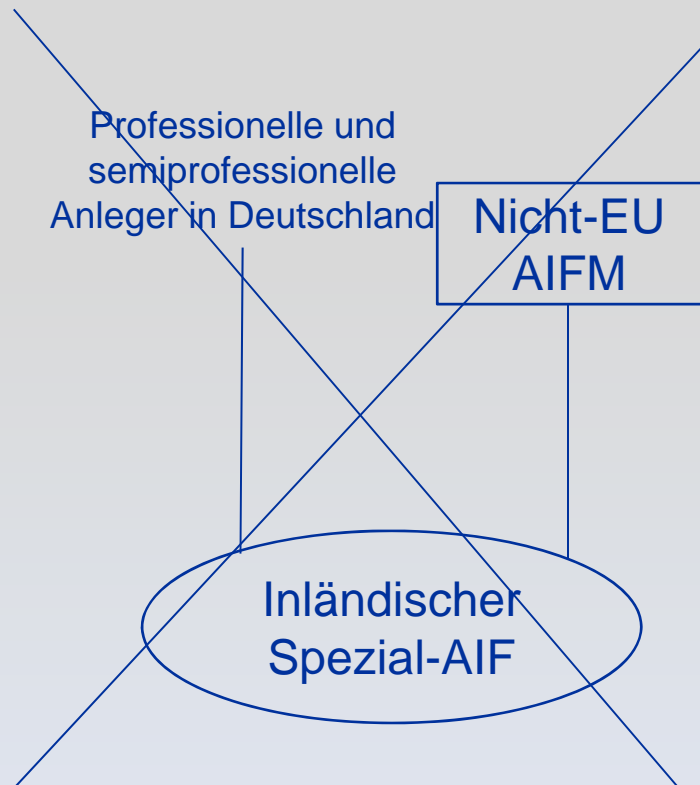 Professionelle und
semiprofessionelle
Anleger in Deutschland
Nicht-EU
AIFM
Inländischer
Spezial-AIF